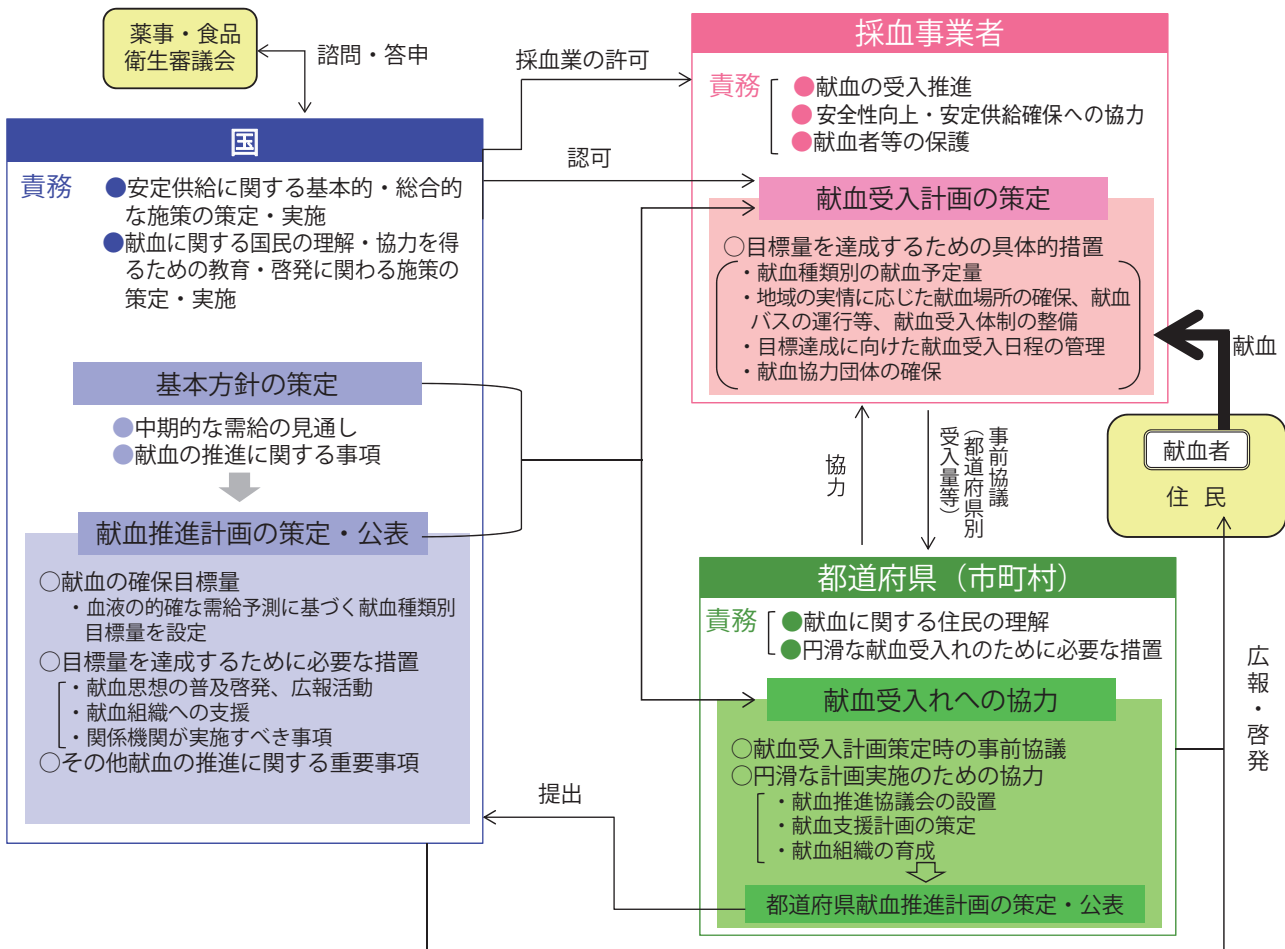 薬事・食品
衛生審議会
諮問・答申
国
責務
●安定供給に関する基本的・総合的
な施策の策定・実施
●献血に関する国民の理解・協力を得
るための教育・啓発に関わる施策の
策定・実施
基本方針の策定
●中期的な需給の見通し
●献血の推進に関する事項
献血推進計画の策定・公表
○献血の確保目標量
・血液の的確な需給予測に基づく献血種類別
目標量を設定
○目標量を達成するために必要な措置
・献血思想の普及啓発、広報活動
・献血組織への支援
・関係機関が実施すべき事項
○その他献血の推進に関する重要事項
採血業の許可
認可
採血事業者
責務
●献血の受入推進
●安全性向上・安定供給確保への協力
●献血者等の保護
献血受入計画の策定
○目標量を達成するための具体的措置
・献血種類別の献血予定量
・地域の実情に応じた献血場所の確保、献血
バスの運行等、献血受入体制の整備
・目標達成に向けた献血受入日程の管理
・献血協力団体の確保
献血
献血者
住民
協力
事前協議
（都道府県別
受入量等）
都道府県（市町村）
責務
●献血に関する住民の理解
●円滑な献血受入れのために必要な措置
献血受入れへの協力
○献血受入計画策定時の事前協議
○円滑な計画実施のための協力
・献血推進協議会の設置
・献血支援計画の策定
・献血組織の育成
都道府県献血推進計画の策定・公表
提出
広報・啓発